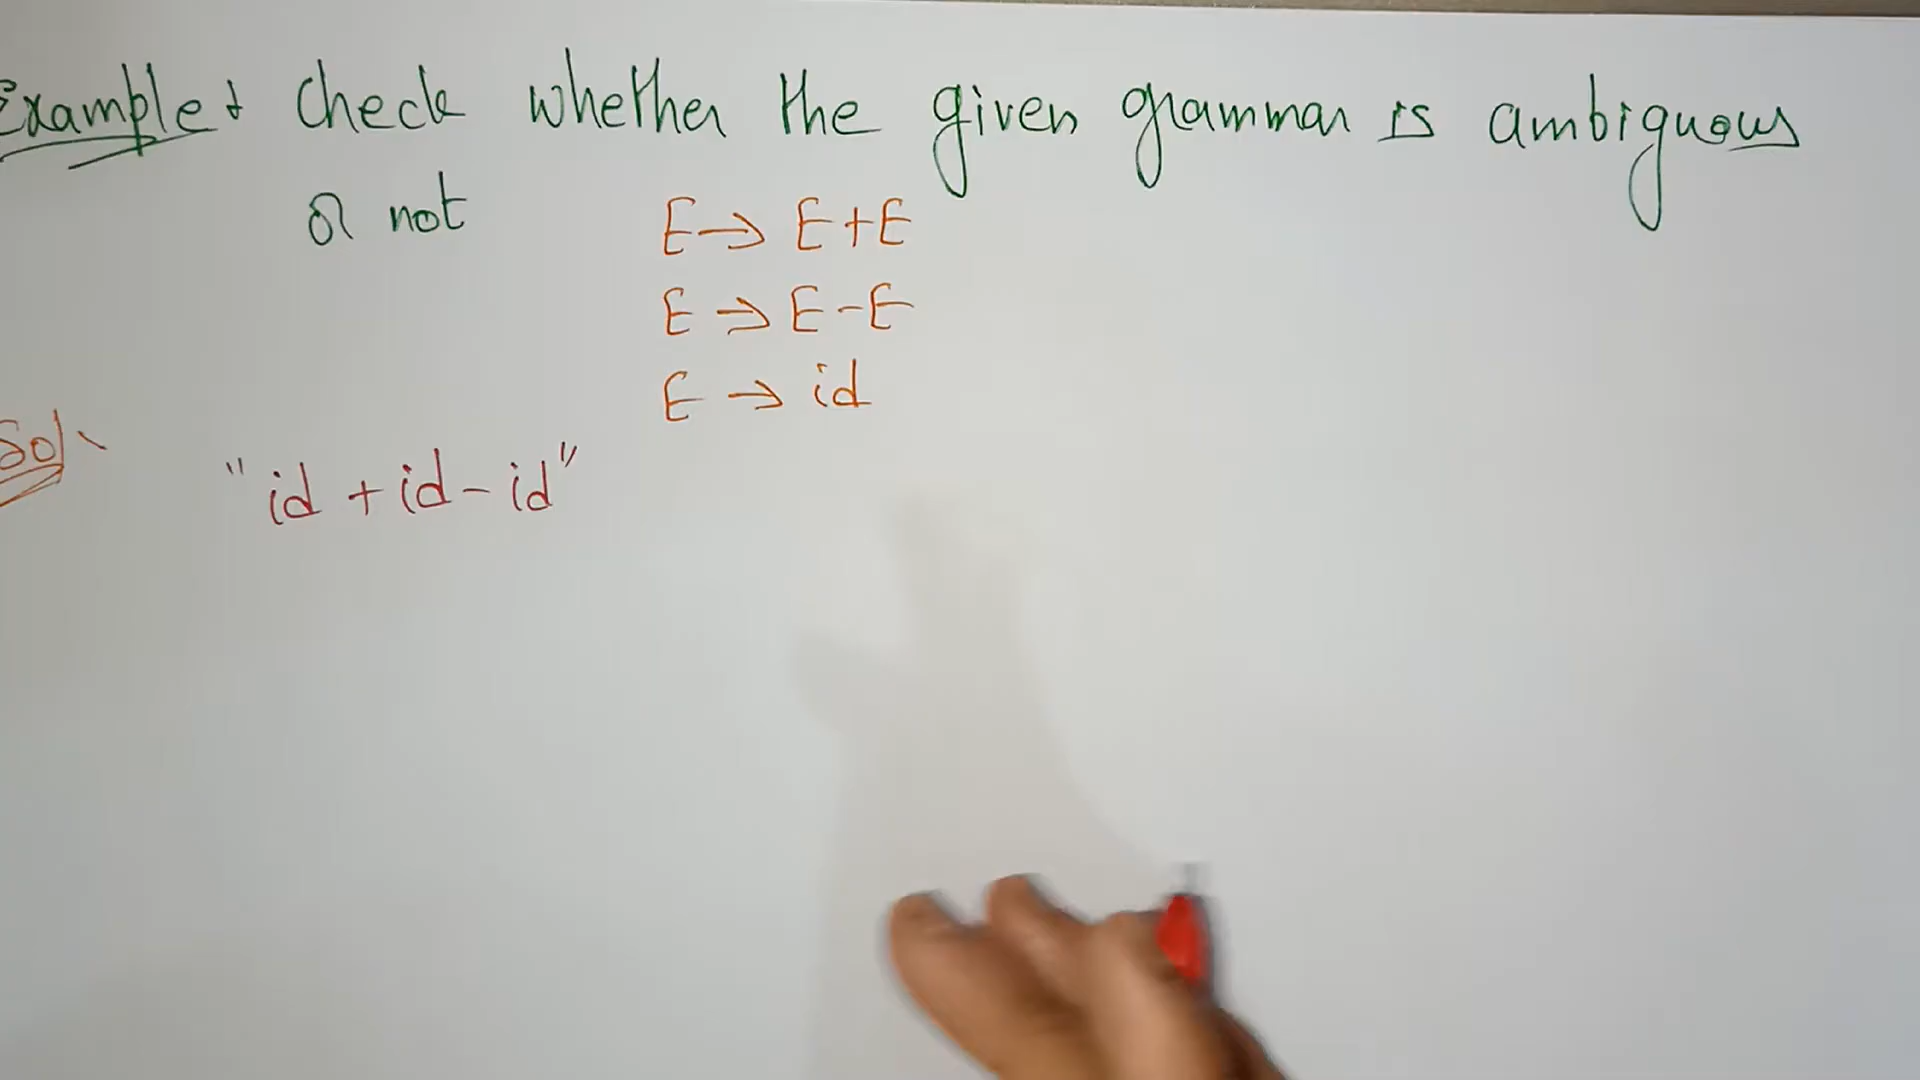 Example: Check whether the given grammar is ambiguous
or not
E → E+E
E → E-E
E → id
Sol:
"id + id - id"